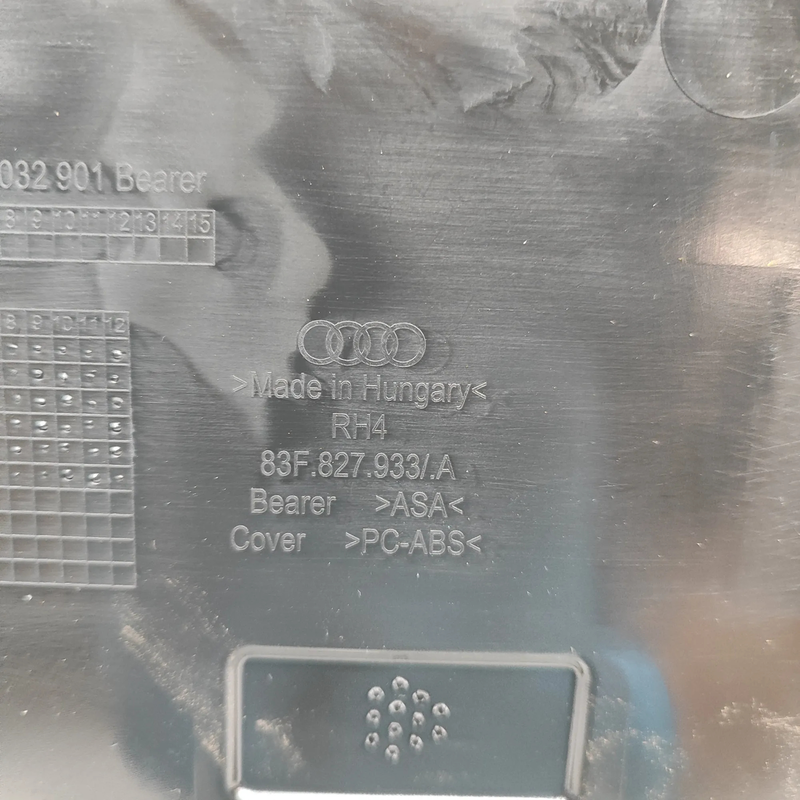 032 901 Bearer
8 9 10 11 12 13 14 15
8 9 10 11 12
>Made in Hungary<
RH4
83F.827.933/.A
Bearer >ASA<
Cover >PC-ABS<